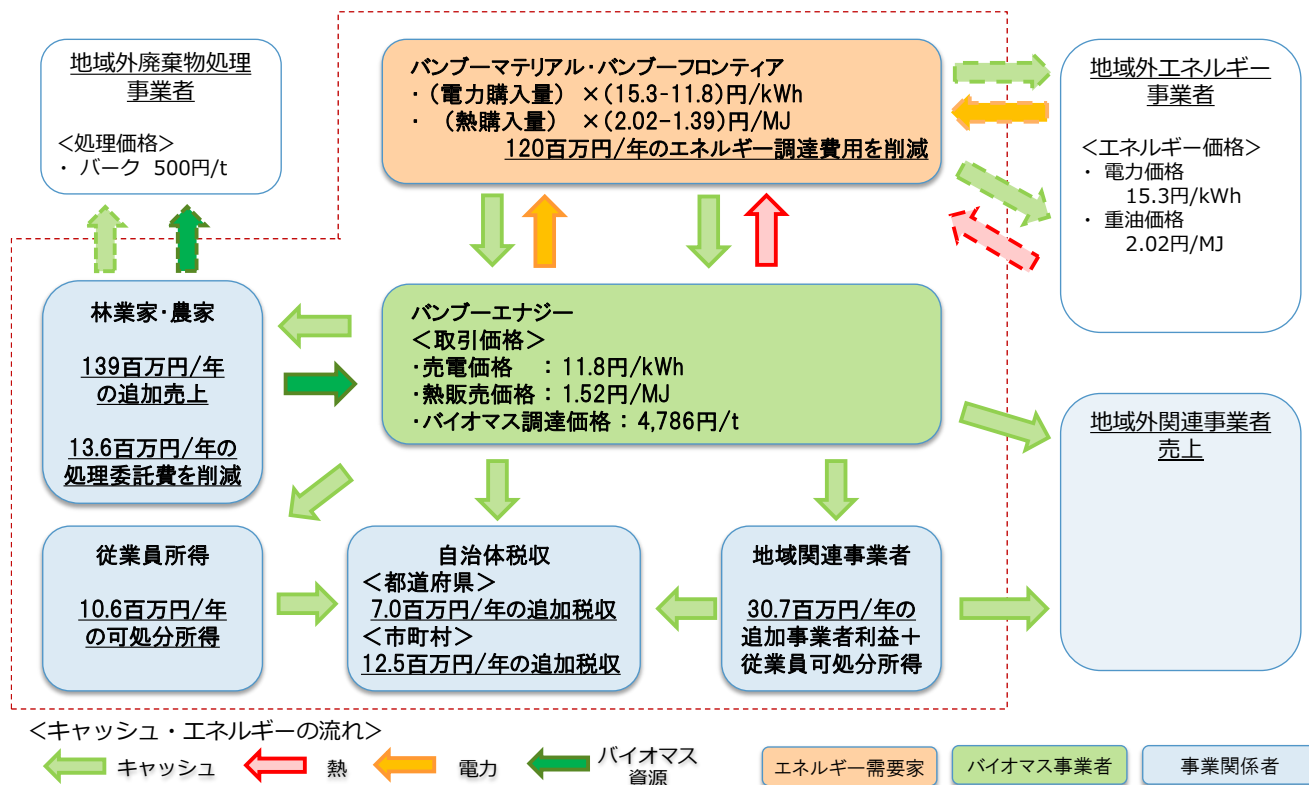 地域外廃棄物処理
事業者
＜処理価格＞
・ バーク 500円/t
バンブーマテリアル・バンブーフロンティア
・（電力購入量） ×(15.3-11.8)円/kWh
・ （熱購入量） ×(2.02-1.39)円/MJ
120百万円/年のエネルギー調達費用を削減
地域外エネルギー
事業者
＜エネルギー価格＞
・ 電力価格
15.3円/kWh
・ 重油価格
2.02円/MJ
林業家・農家
139百万円/年
の追加売上
13.6百万円/年の
処理委託費を削減
バンブーエナジー
＜取引価格＞
・売電価格 ：11.8円/kWh
・熱販売価格：1.52円/MJ
・バイオマス調達価格：4,786円/t
地域外関連事業者
売上
従業員所得
10.6百万円/年
の可処分所得
自治体税収
＜都道府県＞
7.0百万円/年の追加税収
＜市町村＞
12.5百万円/年の追加税収
地域関連事業者
30.7百万円/年の
追加事業者利益＋
従業員可処分所得
＜キャッシュ・エネルギーの流れ＞
キャッシュ
熱
電力
バイオマス
資源
エネルギー需要家
バイオマス事業者
事業関係者